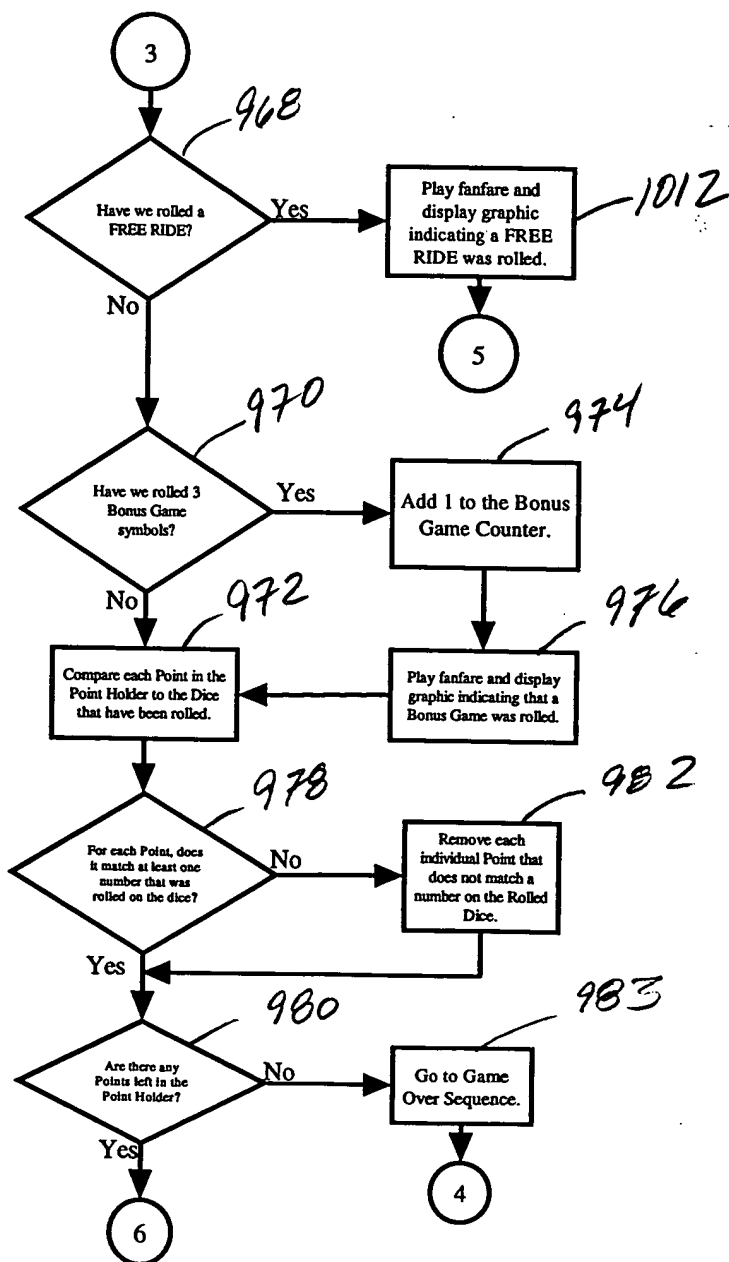 3
968
Have we rolled a
FREE RIDE?
Yes
Play fanfare and
display graphic
indicating a FREE
RIDE was rolled.
1012
No
5
970
974
Have we rolled 3
Bonus Game
symbols?
Yes
Add 1 to the Bonus
Game Counter.
No
972
976
Compare each Point in the
Point Holder to the Dice
that have been rolled.
Play fanfare and display
graphic indicating that a
Bonus Game was rolled.
978
982
For each Point, does
it match at least one
number that was
rolled on the dice?
No
Remove each
individual Point that
does not match a
number on the Rolled
Dice.
Yes
980
983
Are there any
Points left in the
Point Holder?
No
Go to Game
Over Sequence.
Yes
4
6